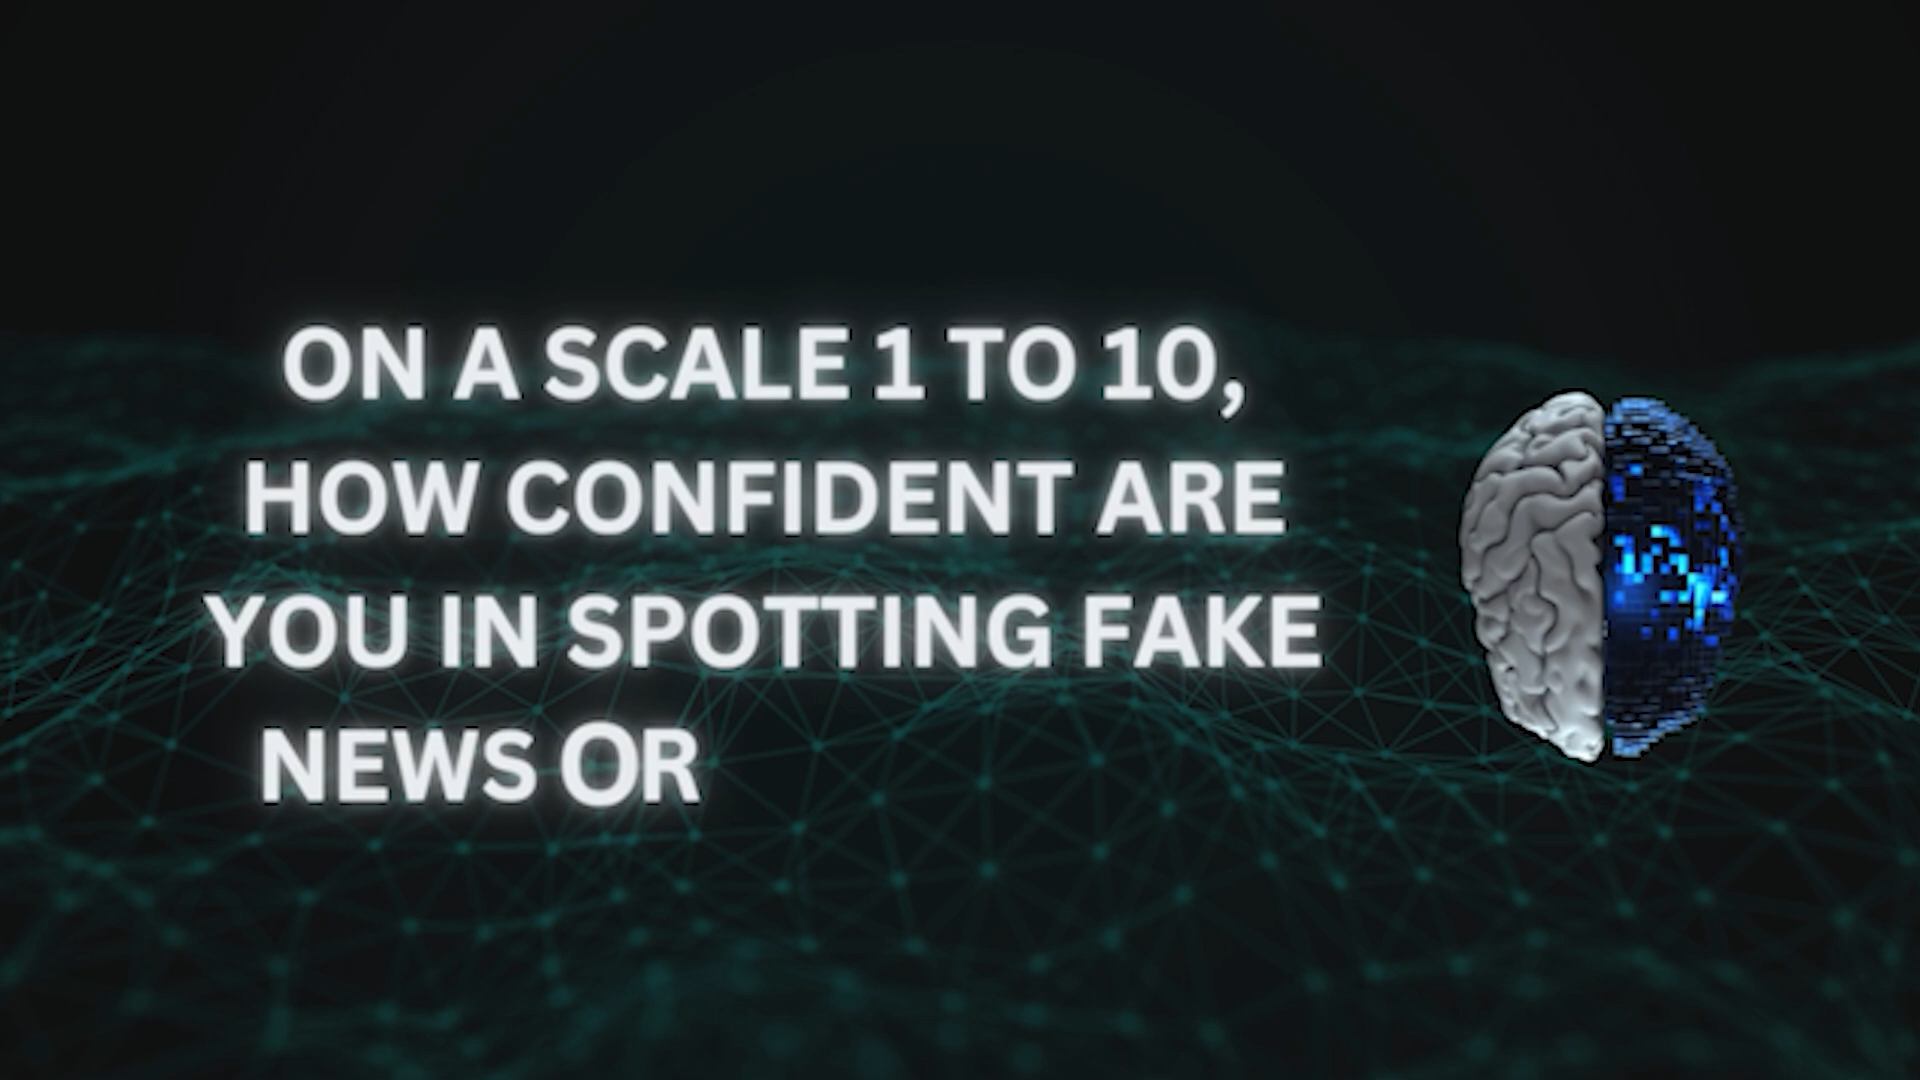 ON A SCALE 1 TO 10,
HOW CONFIDENT ARE
YOU IN SPOTTING FAKE
NEWS OR